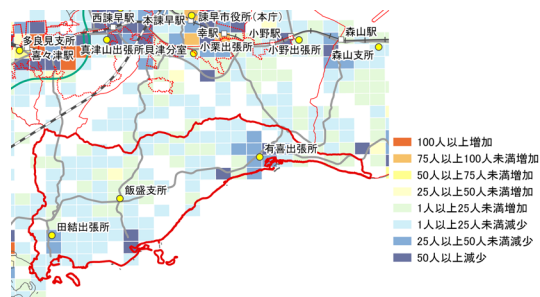 西諫早駅
本諫早駅
諫早市役所(本庁)
森山駅
多良見支所
幸駅
小野駅
喜々津駅
真津山出張所
貝津分室
小栗出張所
小野出張所
森山支所
有喜出張所
飯盛支所
田結出張所
100人以上増加
75人以上100人未満増加
50人以上75人未満増加
25人以上50人未満増加
1人以上25人未満増加
1人以上25人未満減少
25人以上50人未満減少
50人以上減少